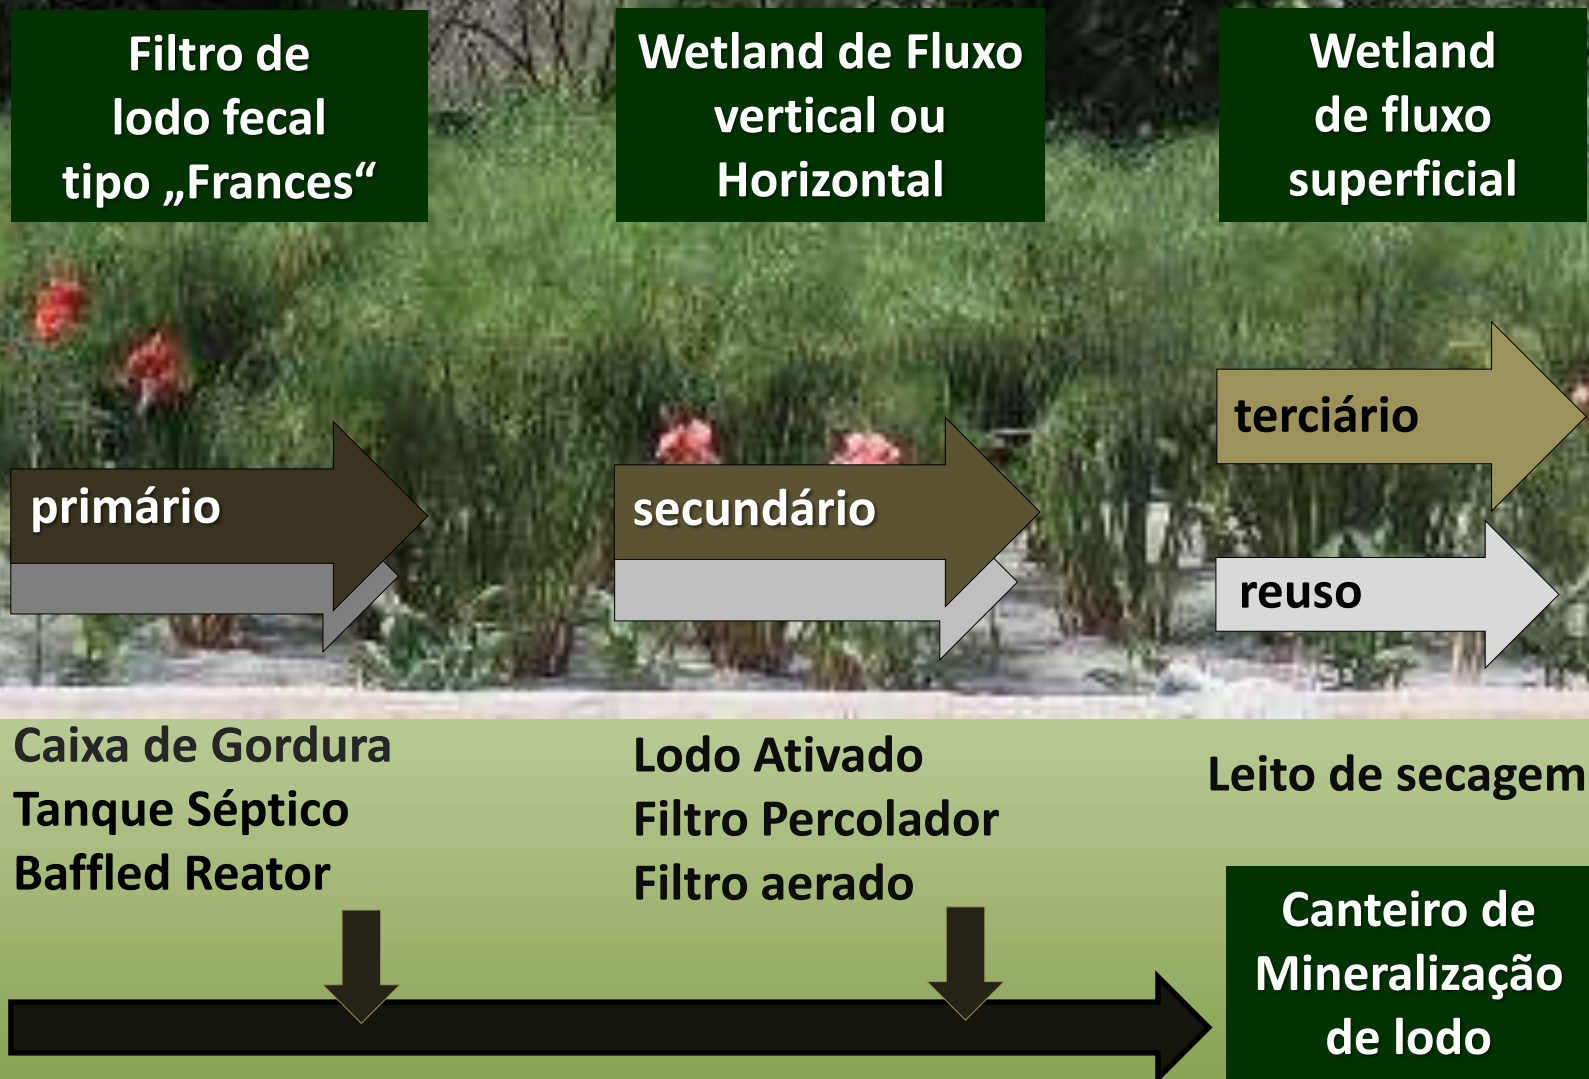 Filtro de
lodo fecal
tipo „Frances“
Wetland de Fluxo
vertical ou
Horizontal
Wetland
de fluxo
superficial
primário
secundário
terciário
reuso
Caixa de Gordura
Tanque Séptico
Baffled Reator
Lodo Ativado
Filtro Percolador
Filtro aerado
Leito de secagem
Canteiro de
Mineralização
de lodo